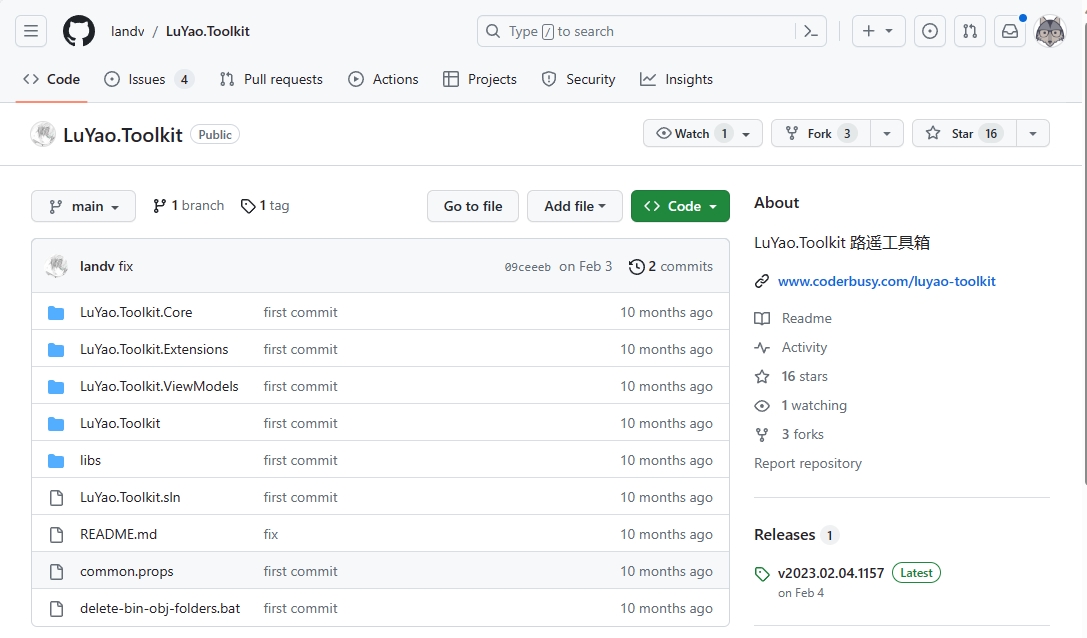 landv / LuYao.Toolkit
Type / to search
Code
Issues 4
Pull requests
Actions
Projects
Security
Insights
LuYao.Toolkit Public
Watch 1
Fork 3
Star 16
main
1 branch
1 tag
Go to file
Add file
Code
landv fix 09ceeeb on Feb 3 2 commits
LuYao.Toolkit.Core first commit 10 months ago
LuYao.Toolkit.Extensions first commit 10 months ago
LuYao.Toolkit.ViewModels first commit 10 months ago
LuYao.Toolkit first commit 10 months ago
libs first commit 10 months ago
LuYao.Toolkit.sln first commit 10 months ago
README.md fix 10 months ago
common.props first commit 10 months ago
delete-bin-obj-folders.bat first commit 10 months ago
About
LuYao.Toolkit 路遥工具箱
www.coderbusy.com/luyao-toolkit
Readme
Activity
16 stars
1 watching
3 forks
Report repository
Releases 1
v2023.02.04.1157 Latest
on Feb 4